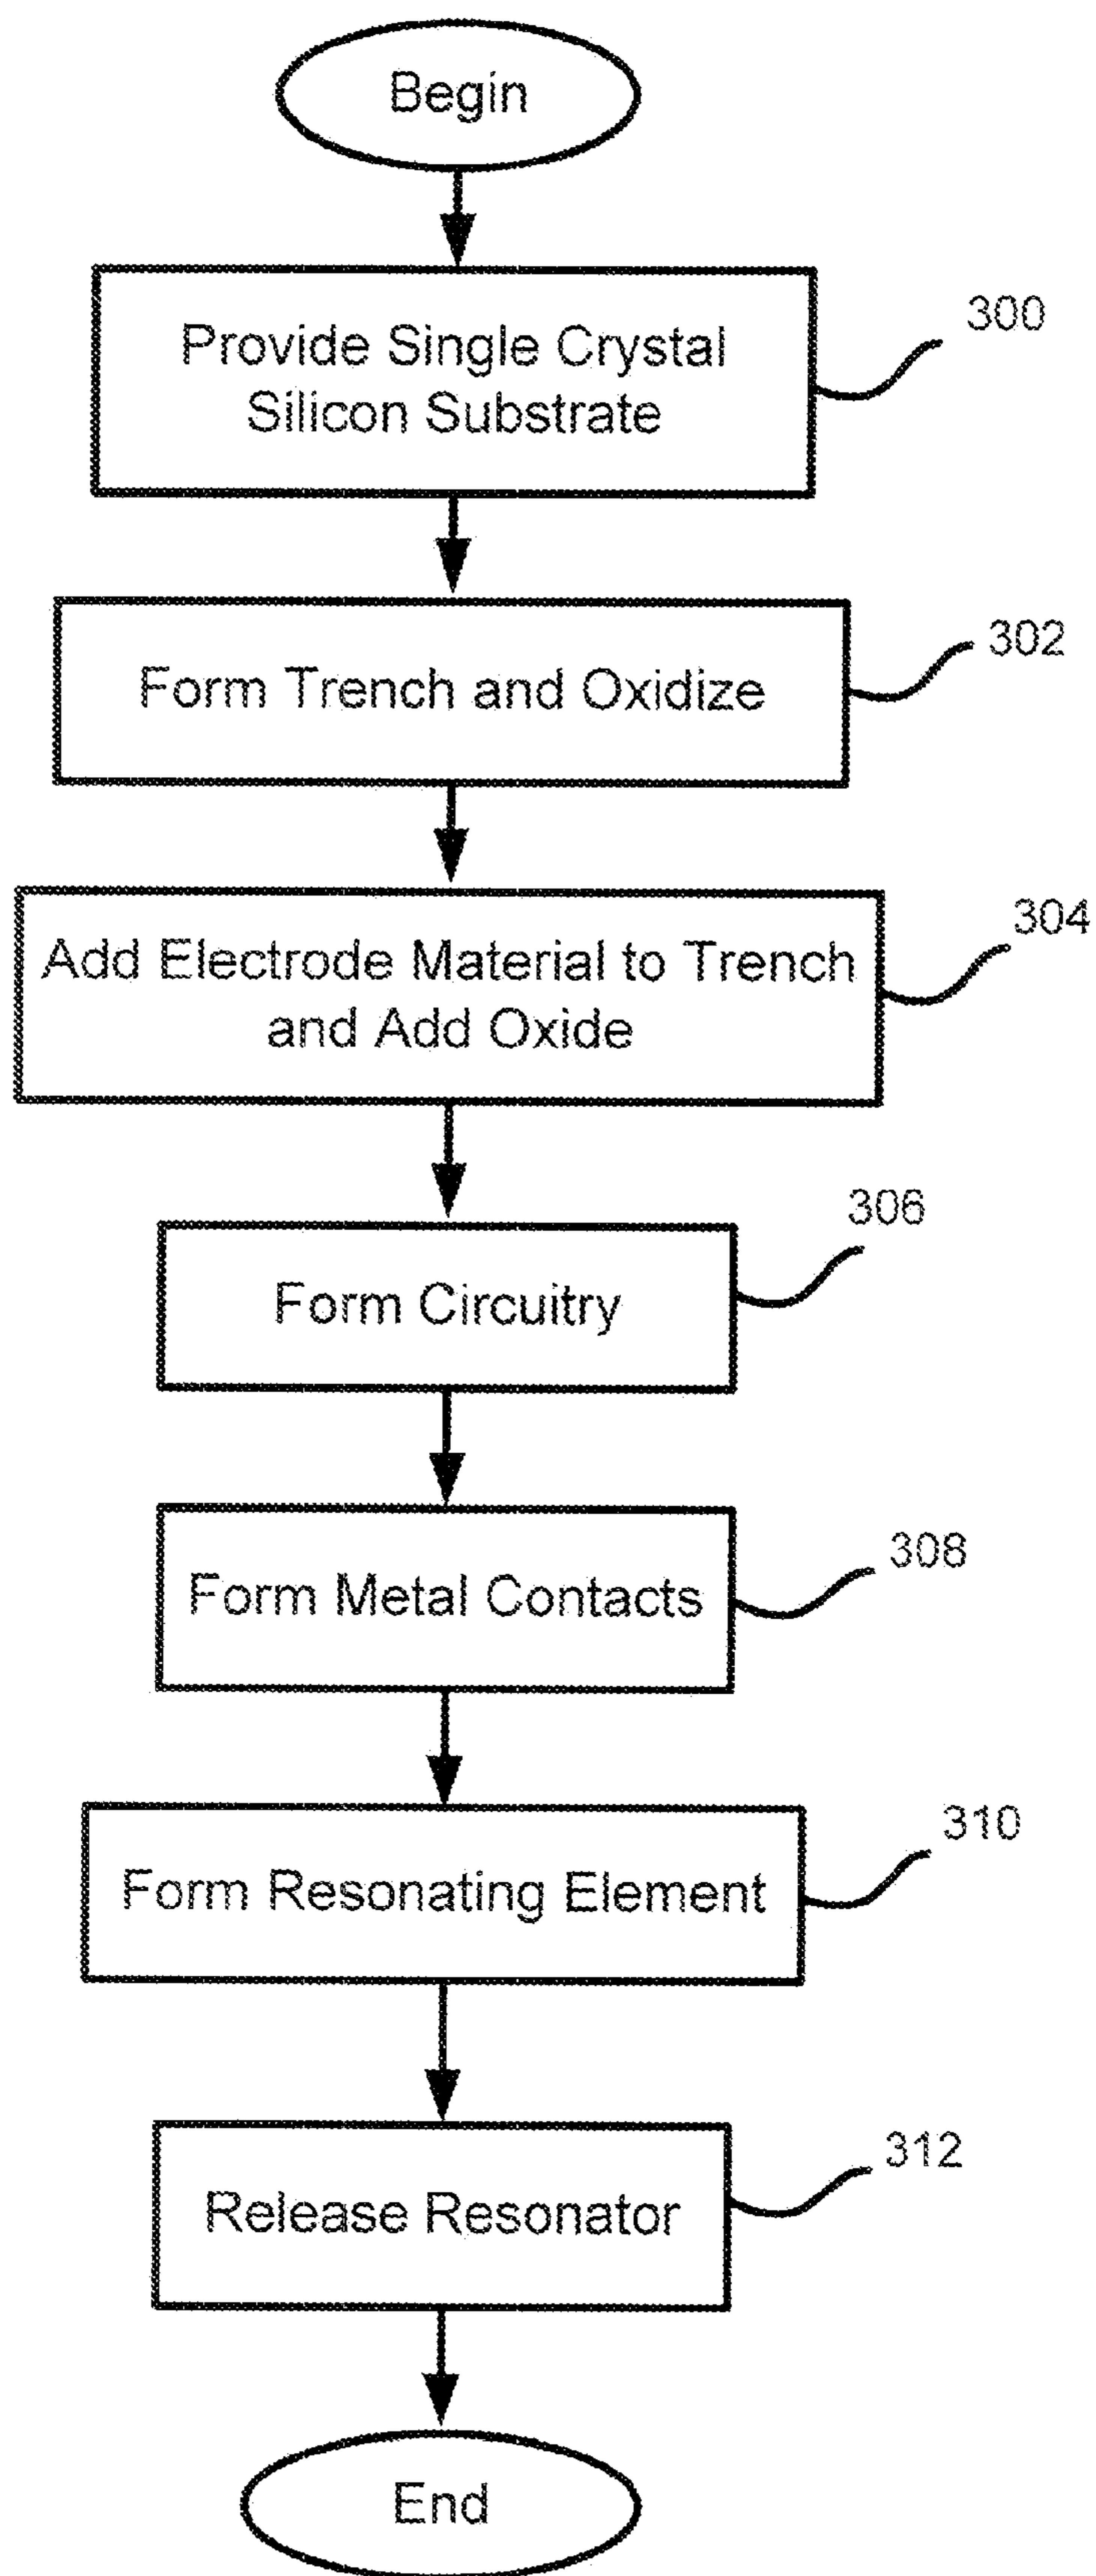 Begin
Provide Single Crystal
Silicon Substrate
300
Form Trench and Oxidize
302
Add Electrode Material to Trench
and Add Oxide
304
Form Circuitry
306
Form Metal Contacts
308
Form Resonating Element
310
Release Resonator
312
End